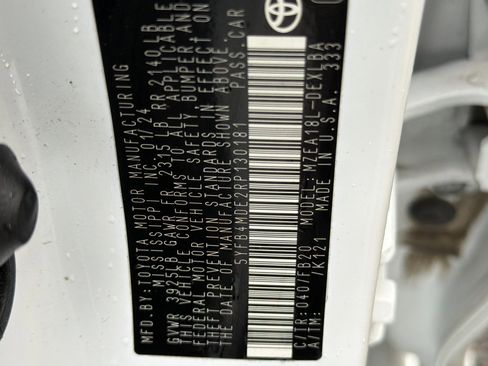 MFD.BY:TOYOTA MOTOR MANUFACTURING
MISSISSIPPI INC. 01/24
GVWR 3925LB GAWR FR 2315 LB RR 2140 LB
THIS VEHICLE CONFORMS TO ALL APPLICABLE
FEDERAL MOTOR VEHICLE SAFETY BUMPER AND
THEFT PREVENTION STANDARDS IN EFFECT ON
THE DATE OF MANUFACTURE SHOWN ABOVE.
PASS.CAR
C/TR: 040/FB20 MODEL: MZEA18L-DEXLBA
A/TM: /K121 MADE IN U.S.A. 333